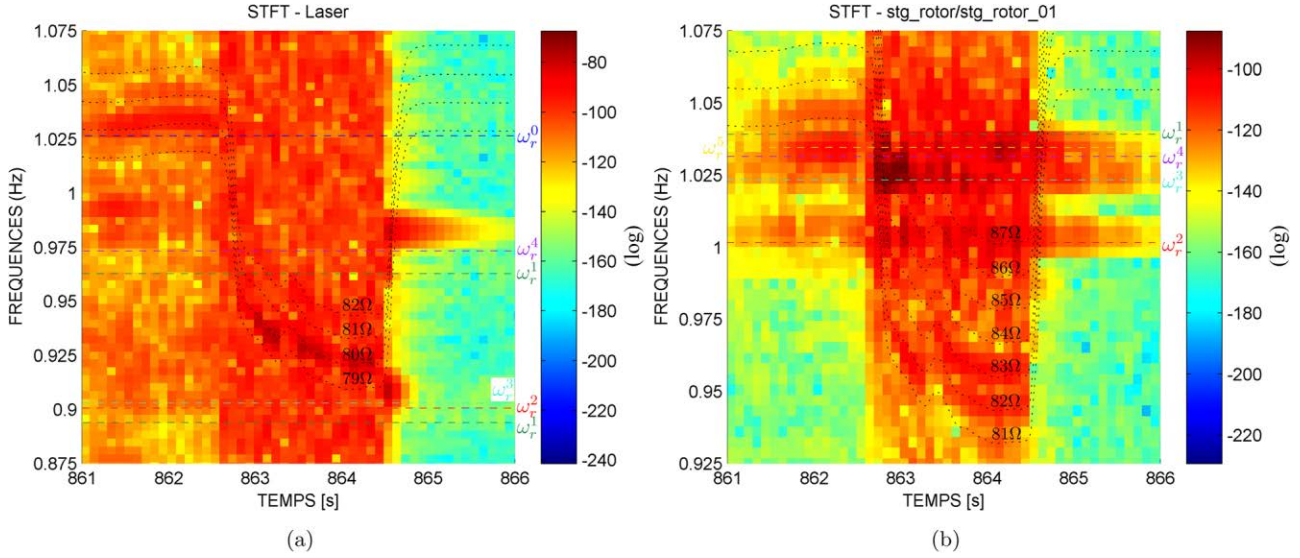 STFT - Laser
1.075
1.05
1.025
1
0.975
0.95
0.925
0.9
0.875
FREQUENCES (Hz)
861
862
863
864
865
866
TEMPS [s]
82Ω
81Ω
80Ω
79Ω
ω_r^0
ω_r^4
ω_r^1
ω_r^3
ω_r^2
ω_r^1
-80
-100
-120
-140
-160
-180
-200
-220
-240
(log)
(a)
STFT - stg_rotor/stg_rotor_01
1.075
1.05
1.025
1
0.975
0.95
0.925
FREQUENCES (Hz)
861
862
863
864
865
866
TEMPS [s]
87Ω
86Ω
85Ω
84Ω
83Ω
82Ω
81Ω
ω_r^5
ω_r^1
ω_r^4
ω_r^3
ω_r^2
-100
-120
-140
-160
-180
-200
-220
(log)
(b)